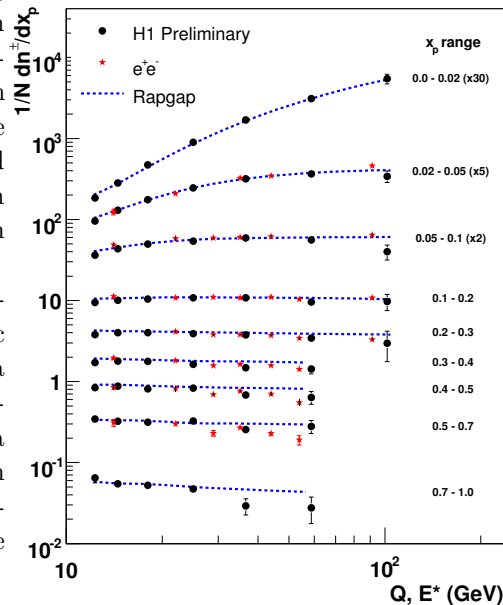 1/N dn±/dxp
H1 Preliminary
e+e-
Rapgap
xp range
0.0 - 0.02 (x30)
0.02 - 0.05 (x5)
0.05 - 0.1 (x2)
0.1 - 0.2
0.2 - 0.3
0.3 - 0.4
0.4 - 0.5
0.5 - 0.7
0.7 - 1.0
10^4
10^3
10^2
10
1
10^-1
10^-2
10
10^2
Q, E* (GeV)